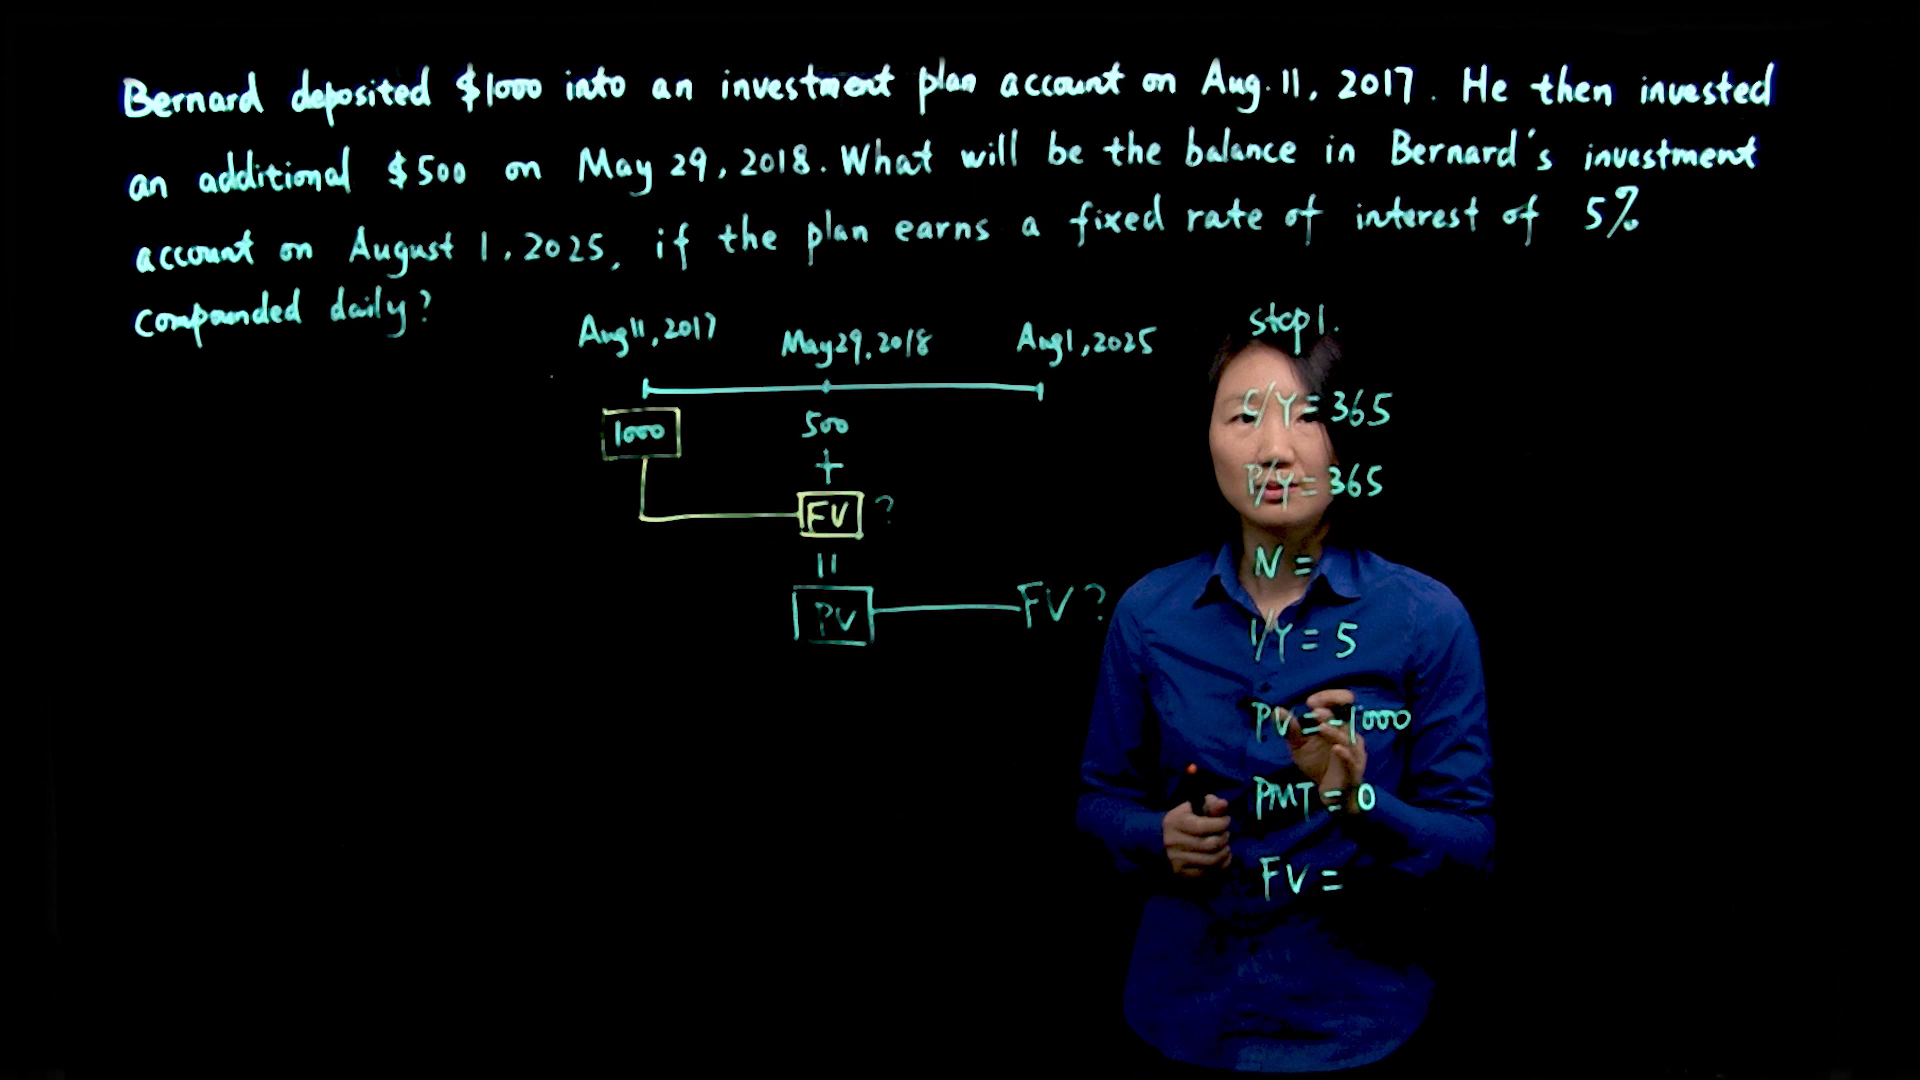 Bernard deposited $1000 into an investment plan account on Aug. 11, 2017. He then invested
an additional $500 on May 29, 2018. What will be the balance in Bernard's investment
account on August 1, 2025, if the plan earns a fixed rate of interest of 5%
compounded daily?
Aug 11, 2017 May 29, 2018 Aug 1, 2025
1000 500
+
FV ?
=
PV FV?
step 1.
C/Y = 365
P/Y = 365
N =
I/Y = 5
PV = -1000
PMT = 0
FV =